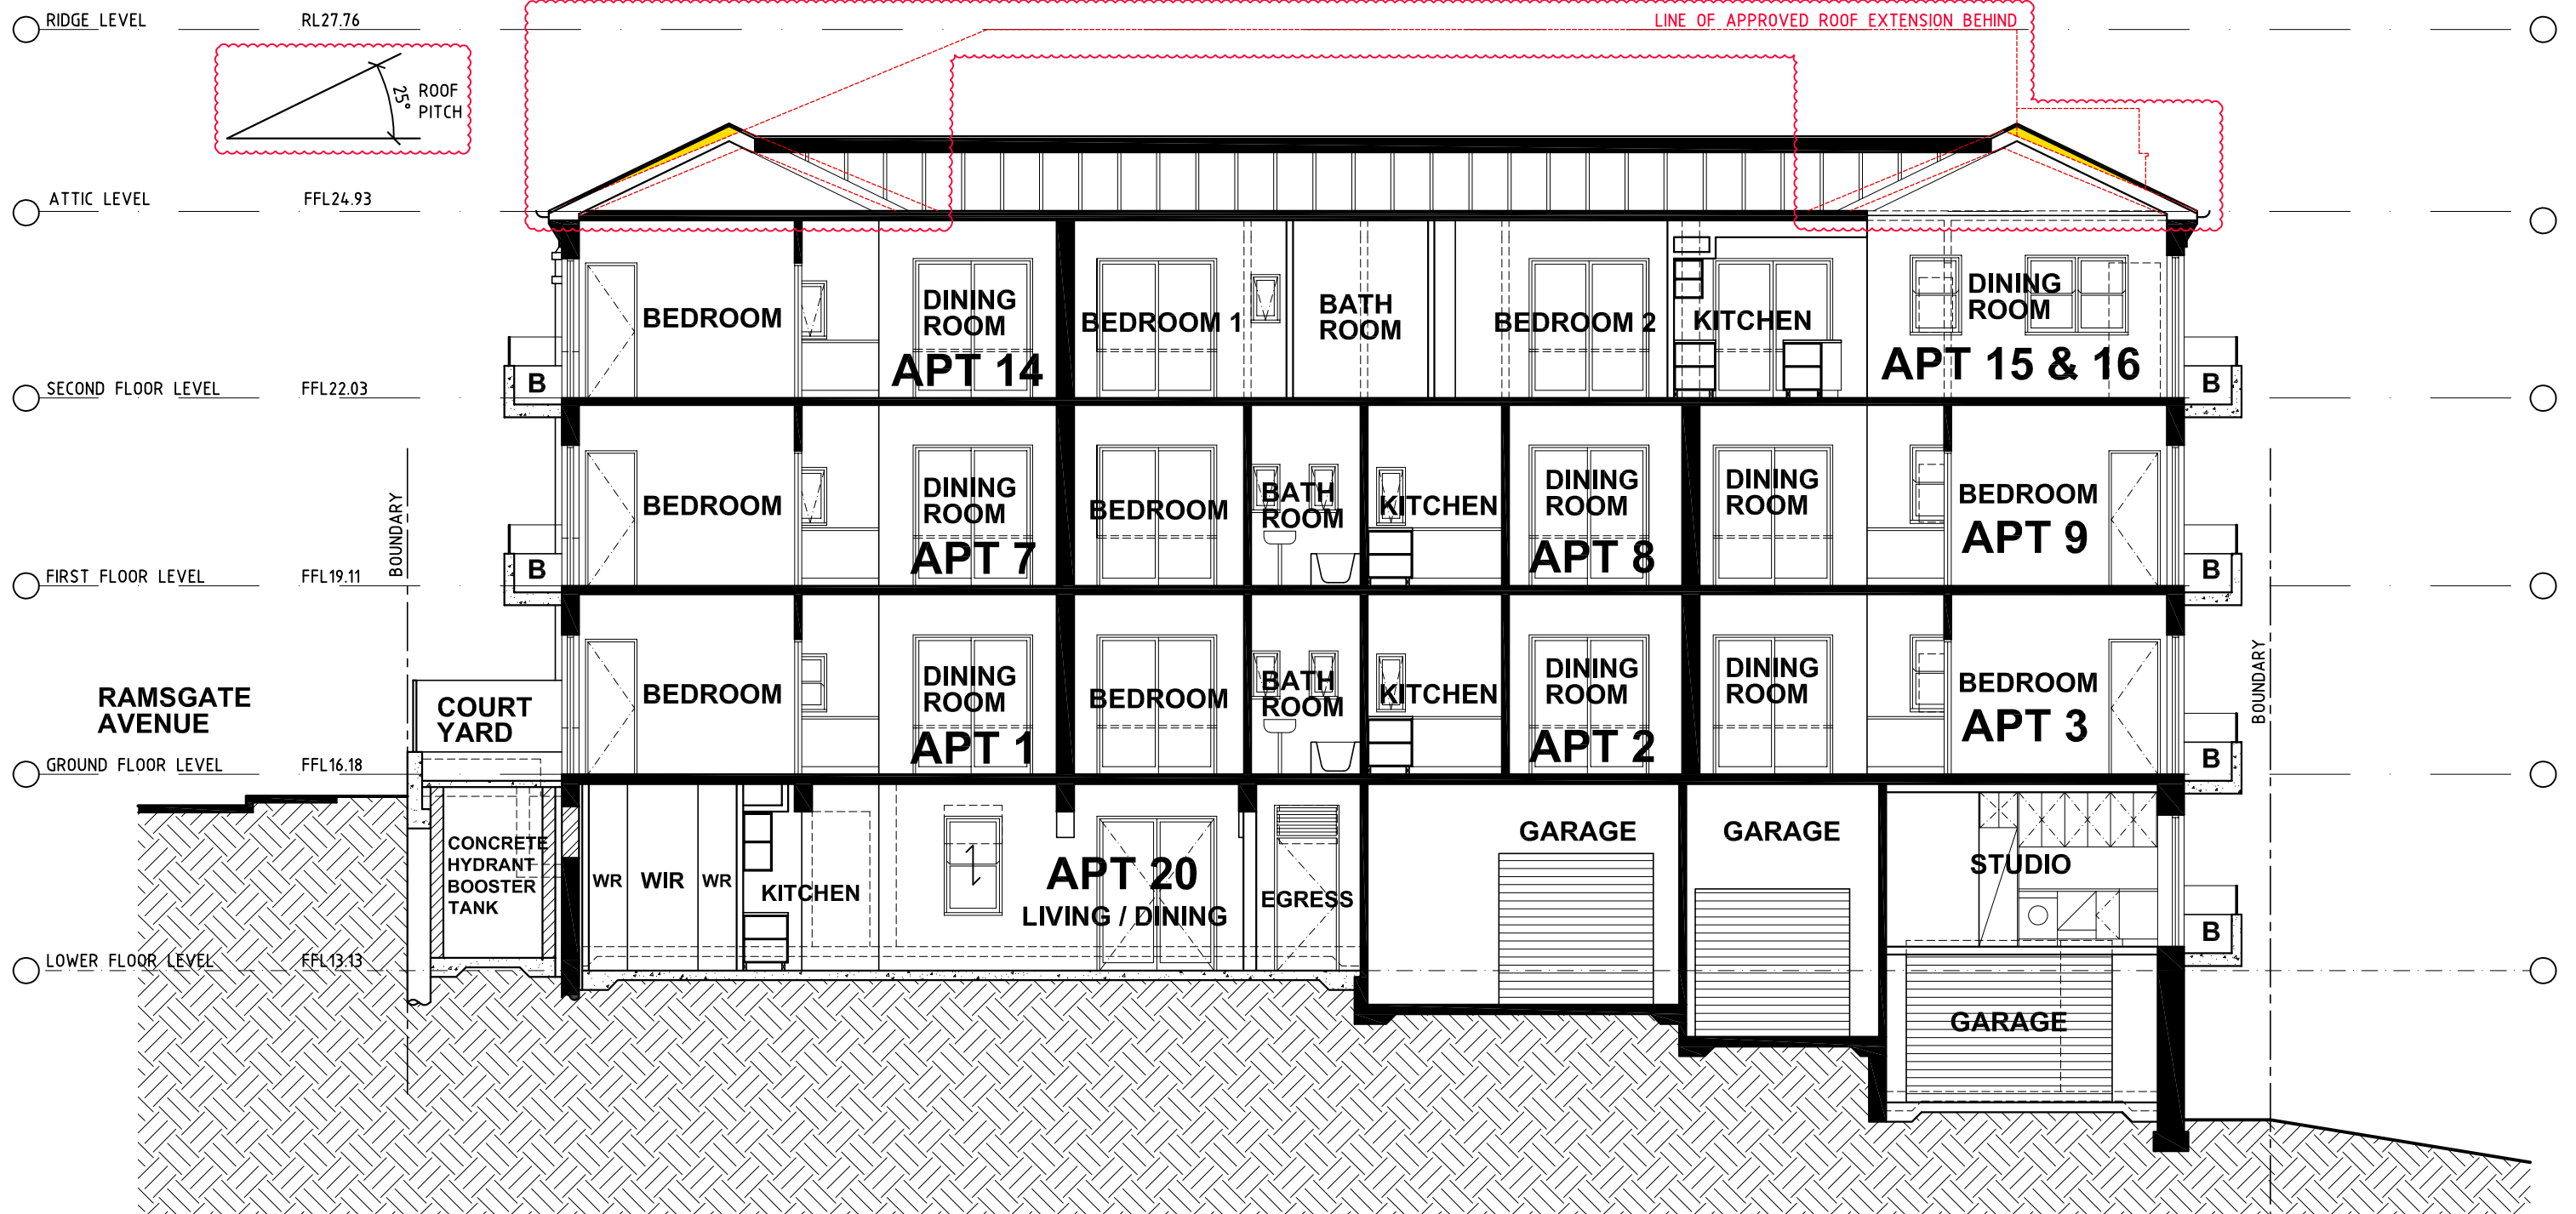 RIDGE LEVEL RL27.76
LINE OF APPROVED ROOF EXTENSION BEHIND
25° ROOF
PITCH
ATTIC LEVEL FFL24.93
BEDROOM
DINING
ROOM
APT 14
BEDROOM 1
BATH
ROOM
BEDROOM 2
KITCHEN
DINING
ROOM
APT 15 & 16
B
B
SECOND FLOOR LEVEL FFL22.03
BOUNDARY
BEDROOM
DINING
ROOM
APT 7
BEDROOM
BATH
ROOM
KITCHEN
DINING
ROOM
APT 8
DINING
ROOM
BEDROOM
APT 9
B
B
FIRST FLOOR LEVEL FFL19.11
RAMSGATE
AVENUE
COURT
YARD
BEDROOM
DINING
ROOM
APT 1
BEDROOM
BATH
ROOM
KITCHEN
DINING
ROOM
APT 2
DINING
ROOM
BEDROOM
APT 3
B
BOUNDARY
GROUND FLOOR LEVEL FFL16.18
CONCRETE
HYDRANT
BOOSTER
TANK
WR
WIR
WR
KITCHEN
APT 20
LIVING / DINING
EGRESS
GARAGE
GARAGE
STUDIO
B
LOWER FLOOR LEVEL FFL13.13
GARAGE